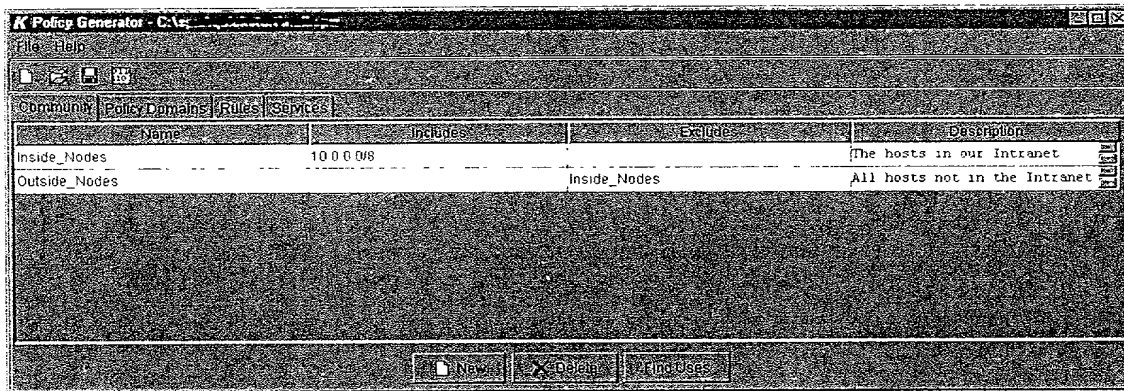 Policy Generator - C:\
File Help
Community Policy Domains Rules Services
Name Include Exclude Description
Inside_Nodes 10 0 0 0/8 The hosts in our Intranet
Outside_Nodes Inside_Nodes All hosts not in the Intranet
New Delete Find Uses